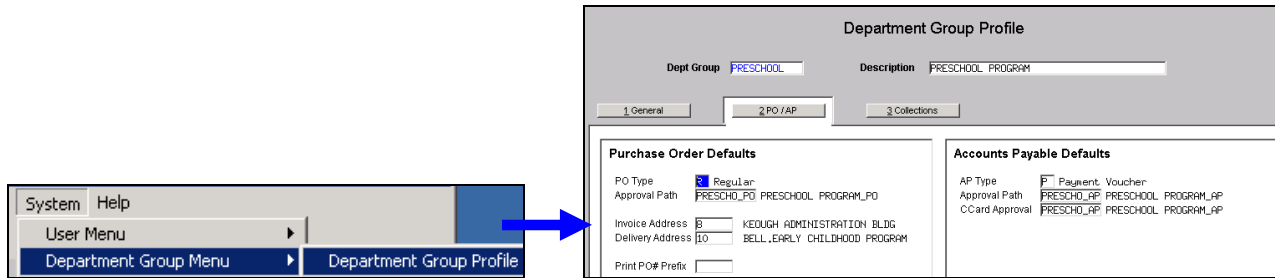 System Help
User Menu
Department Group Menu Department Group Profile
Department Group Profile
Dept Group PRESCHOOL Description PRESCHOOL PROGRAM
1 General 2 PO / AP 3 Collections
Purchase Order Defaults
PO Type R Regular
Approval Path PRESCHO_PO PRESCHOOL PROGRAM_PO
Invoice Address 8 KEOUGH ADMINISTRATION BLDG
Delivery Address 10 BELL.EARLY CHILDHOOD PROGRAM
Print PO# Prefix
Accounts Payable Defaults
AP Type P Payment Voucher
Approval Path PRESCHO_AP PRESCHOOL PROGRAM_AP
CCard Approval PRESCHO_AP PRESCHOOL PROGRAM_AP